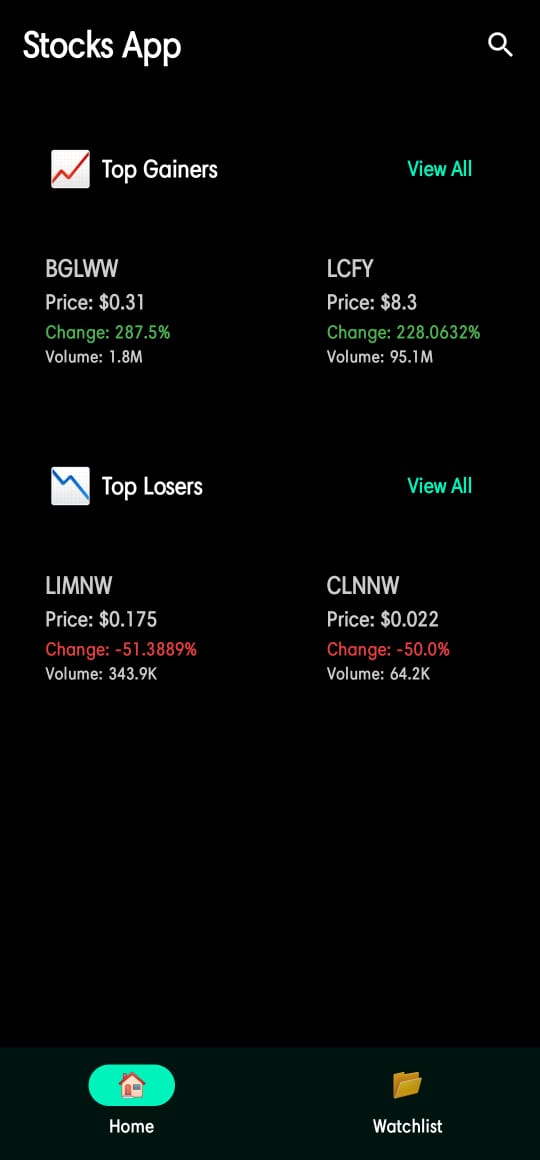 Stocks App
Top Gainers View All
BGLWW LCFY
Price: $0.31 Price: $8.3
Change: 287.5% Change: 228.0632%
Volume: 1.8M Volume: 95.1M
Top Losers View All
LIMNW CLNNW
Price: $0.175 Price: $0.022
Change: -51.3889% Change: -50.0%
Volume: 343.9K Volume: 64.2K
Home Watchlist